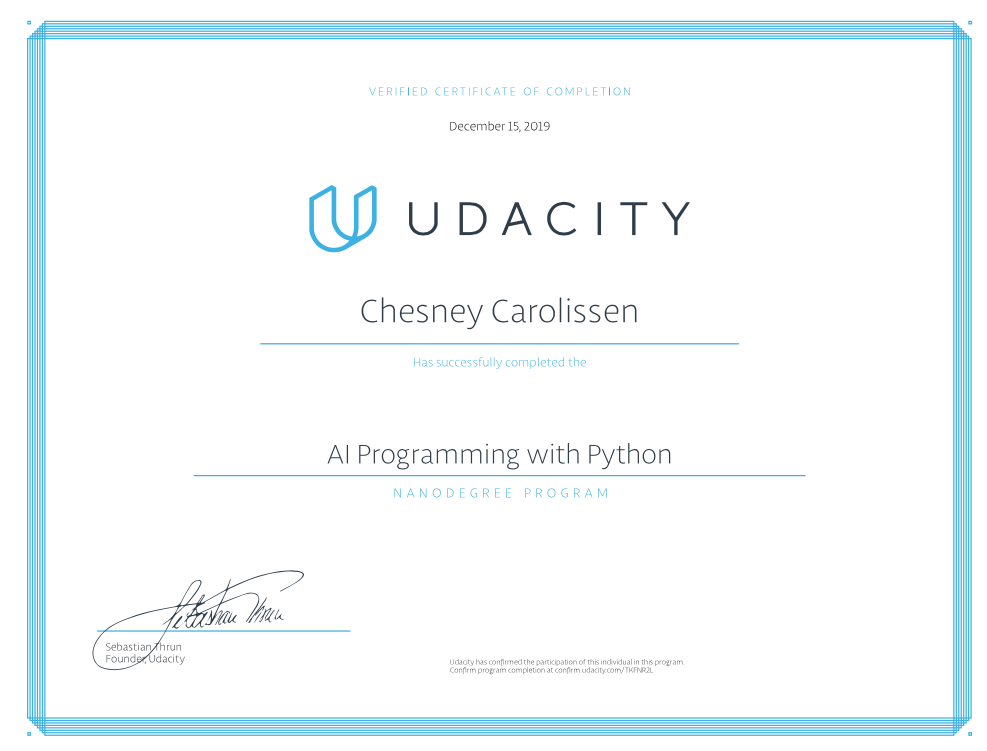 VERIFIED CERTIFICATE OF COMPLETION
December 15, 2019
UDACITY
Chesney Carolissen
Has successfully completed the
AI Programming with Python
NANODEGREE PROGRAM
Sebastian Thrun
Sebastian Thrun
Founder, Udacity
Udacity has confirmed the participation of this individual in this program.
Confirm program completion at confirm.udacity.com/TKFNR2L